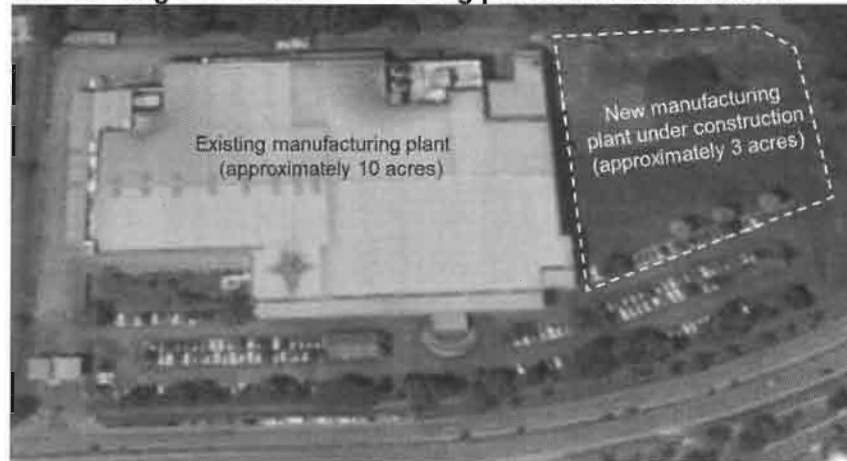 Existing manufacturing plant
(approximately 10 acres)
New manufacturing
plant under construction
(approximately 3 acres)